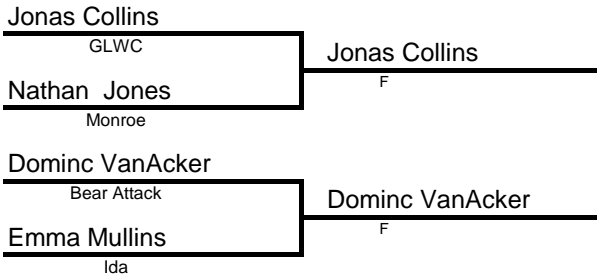 Jonas Collins
GLWC
Jonas Collins
F
Nathan  Jones
Monroe
Dominc VanAcker
Bear Attack
Dominc VanAcker
F
Emma Mullins
Ida